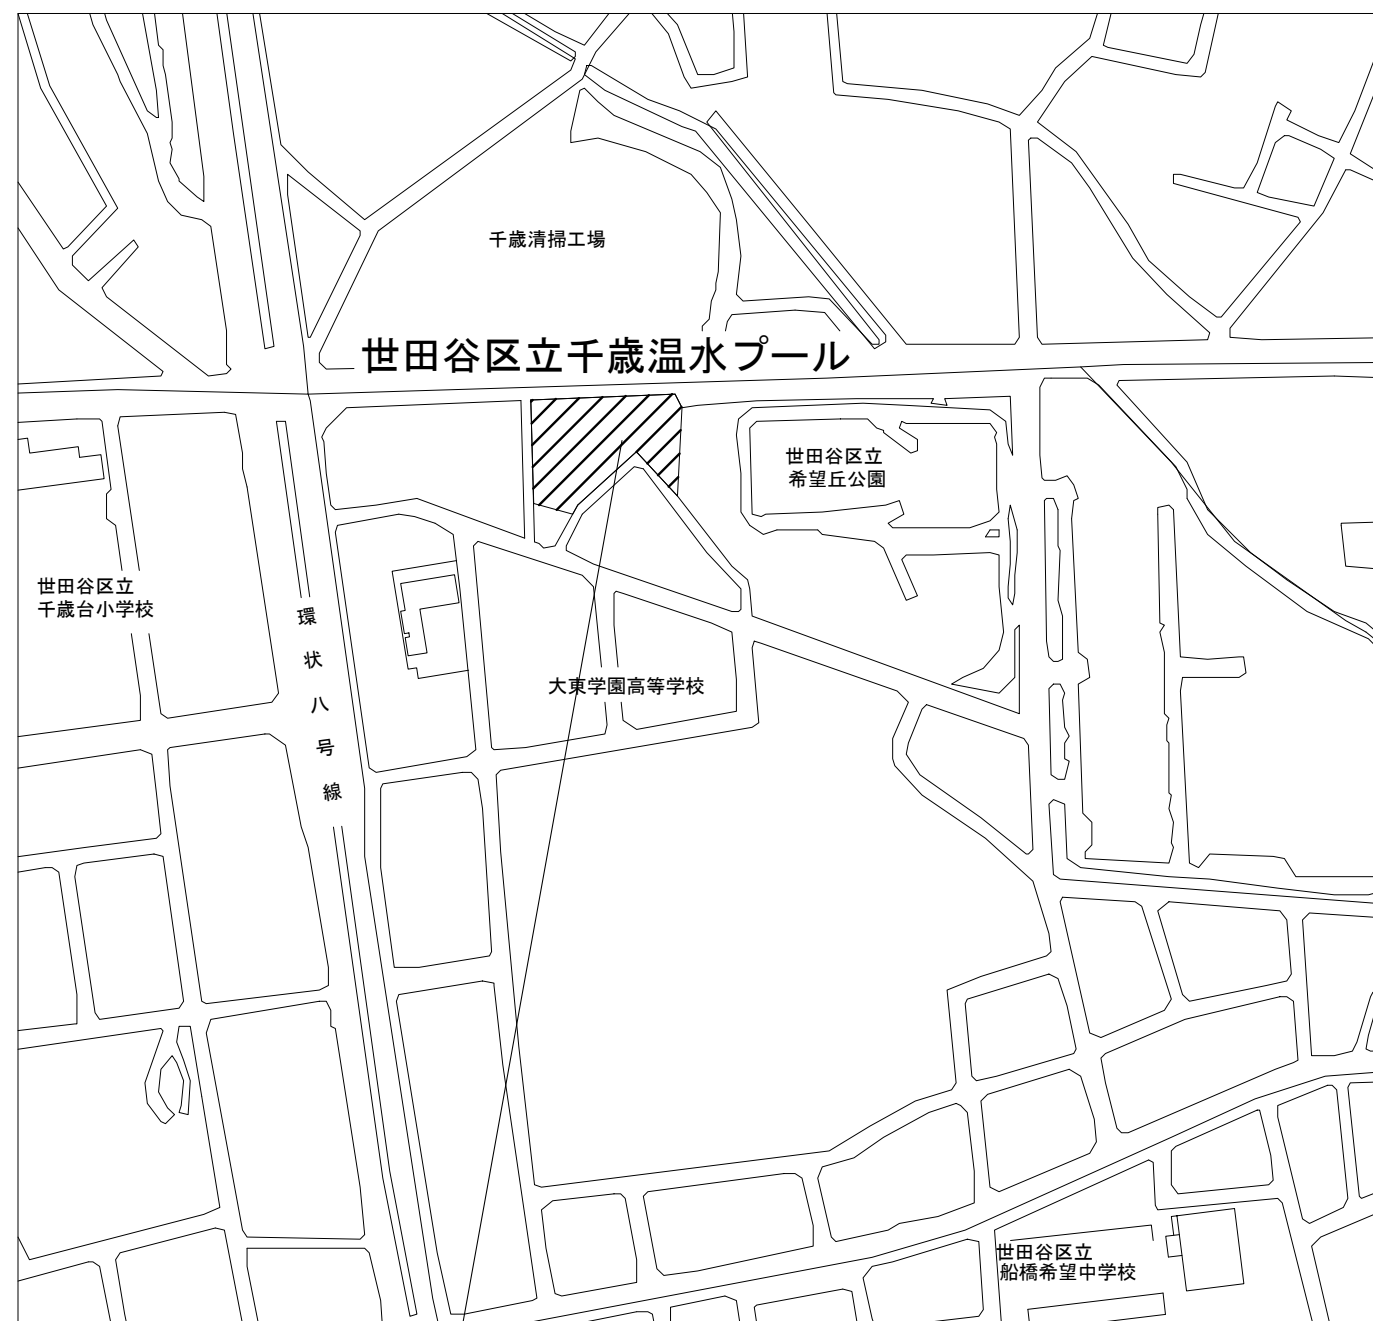 千歳清掃工場
世田谷区立千歳温水プール
世田谷区立
希望丘公園
世田谷区立
千歳台小学校
環状八号線
大東学園高等学校
世田谷区立
船橋希望中学校